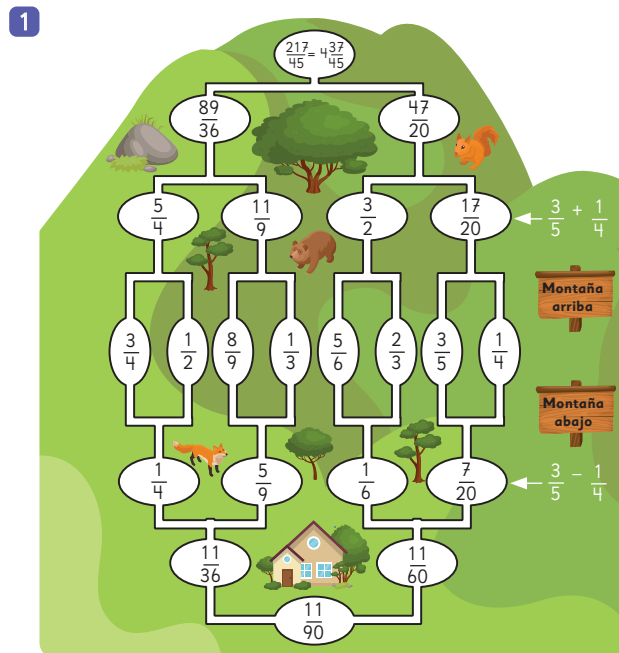 1
217/45 = 4 37/45
89/36 47/20
5/4 11/9 3/2 17/20 3/5 + 1/4
Montaña
arriba
3/4 1/2 8/9 1/3 5/6 2/3 3/5 1/4
Montaña
abajo
1/4 5/9 1/6 7/20 3/5 − 1/4
11/36 11/60
11/90